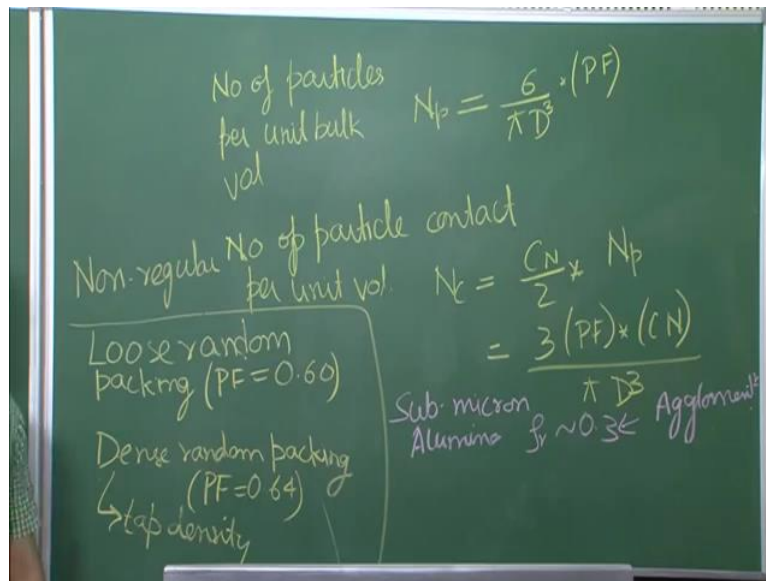 No of particles
per unit bulk
vol
Np = 6/πD³ · (PF)
Non-regular
No of particle contact
per unit vol.
Nc = CN/2 * Np
= 3(PF)*(CN)/πD³
Loose random
packing (PF=0.60)
Dense random packing
(PF=0.64)
↳ tap density
Sub-micron
Alumina ρr ~0.3 ←